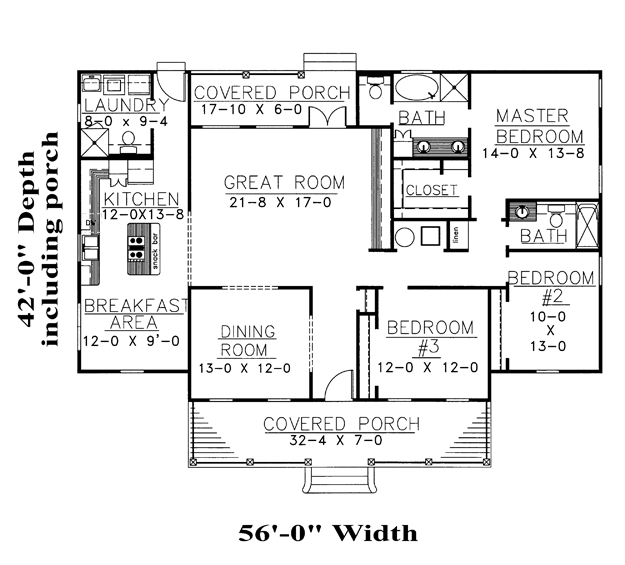 COVERED PORCH
17-10 X 6-0
LAUNDRY
8-0 X 9-4
BATH
MASTER
BEDROOM
14-0 X 13-8
KITCHEN
12-0X13-8
GREAT ROOM
21-8 X 17-0
CLOSET
linen
BATH
snack bar
BREAKFAST
AREA
12-0 X 9'-0
DINING
ROOM
13-0 X 12-0
BEDROOM
#3
12-0 X 12-0
BEDROOM
#2
10-0
X
13-0
COVERED PORCH
32-4 X 7-0
42'-0" Depth
including porch
56'-0" Width